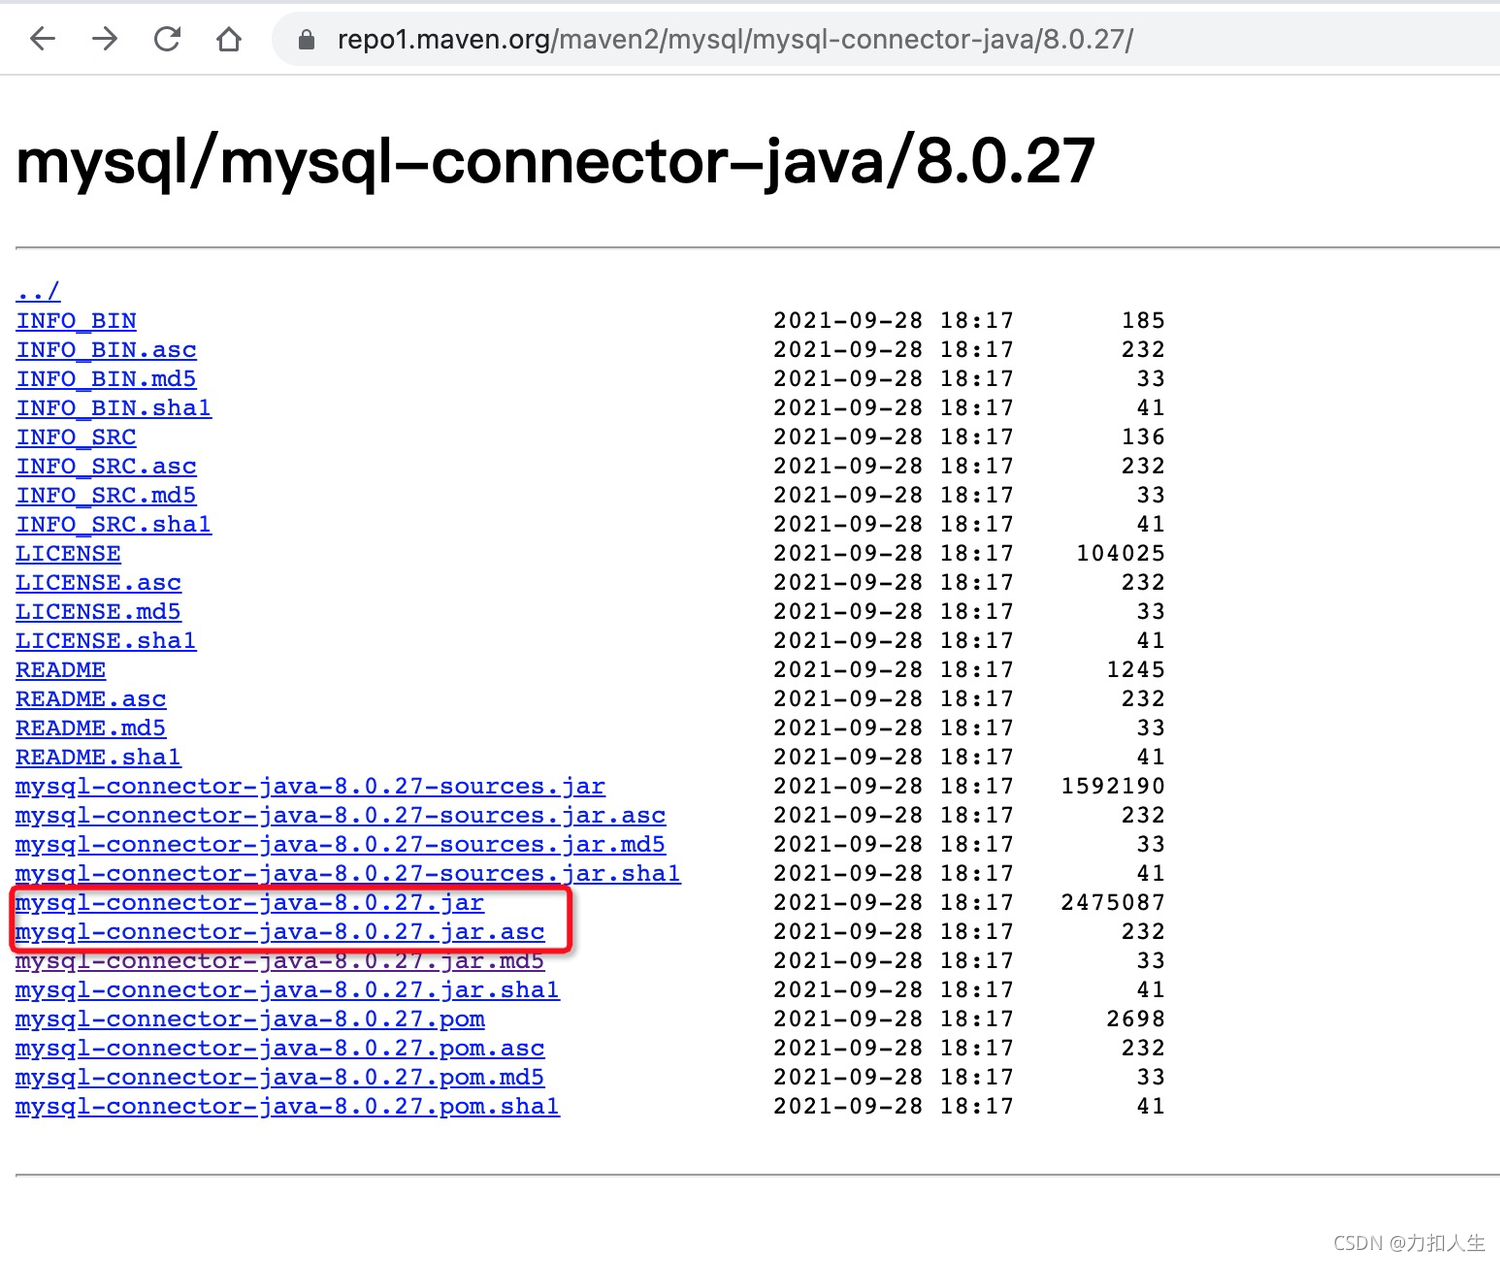 repo1.maven.org/maven2/mysql/mysql-connector-java/8.0.27/
mysql/mysql-connector-java/8.0.27
../
INFO_BIN 2021-09-28 18:17 185
INFO_BIN.asc 2021-09-28 18:17 232
INFO_BIN.md5 2021-09-28 18:17 33
INFO_BIN.sha1 2021-09-28 18:17 41
INFO_SRC 2021-09-28 18:17 136
INFO_SRC.asc 2021-09-28 18:17 232
INFO_SRC.md5 2021-09-28 18:17 33
INFO_SRC.sha1 2021-09-28 18:17 41
LICENSE 2021-09-28 18:17 104025
LICENSE.asc 2021-09-28 18:17 232
LICENSE.md5 2021-09-28 18:17 33
LICENSE.sha1 2021-09-28 18:17 41
README 2021-09-28 18:17 1245
README.asc 2021-09-28 18:17 232
README.md5 2021-09-28 18:17 33
README.sha1 2021-09-28 18:17 41
mysql-connector-java-8.0.27-sources.jar 2021-09-28 18:17 1592190
mysql-connector-java-8.0.27-sources.jar.asc 2021-09-28 18:17 232
mysql-connector-java-8.0.27-sources.jar.md5 2021-09-28 18:17 33
mysql-connector-java-8.0.27-sources.jar.sha1 2021-09-28 18:17 41
mysql-connector-java-8.0.27.jar 2021-09-28 18:17 2475087
mysql-connector-java-8.0.27.jar.asc 2021-09-28 18:17 232
mysql-connector-java-8.0.27.jar.md5 2021-09-28 18:17 33
mysql-connector-java-8.0.27.jar.sha1 2021-09-28 18:17 41
mysql-connector-java-8.0.27.pom 2021-09-28 18:17 2698
mysql-connector-java-8.0.27.pom.asc 2021-09-28 18:17 232
mysql-connector-java-8.0.27.pom.md5 2021-09-28 18:17 33
mysql-connector-java-8.0.27.pom.sha1 2021-09-28 18:17 41
CSDN @力扣人生